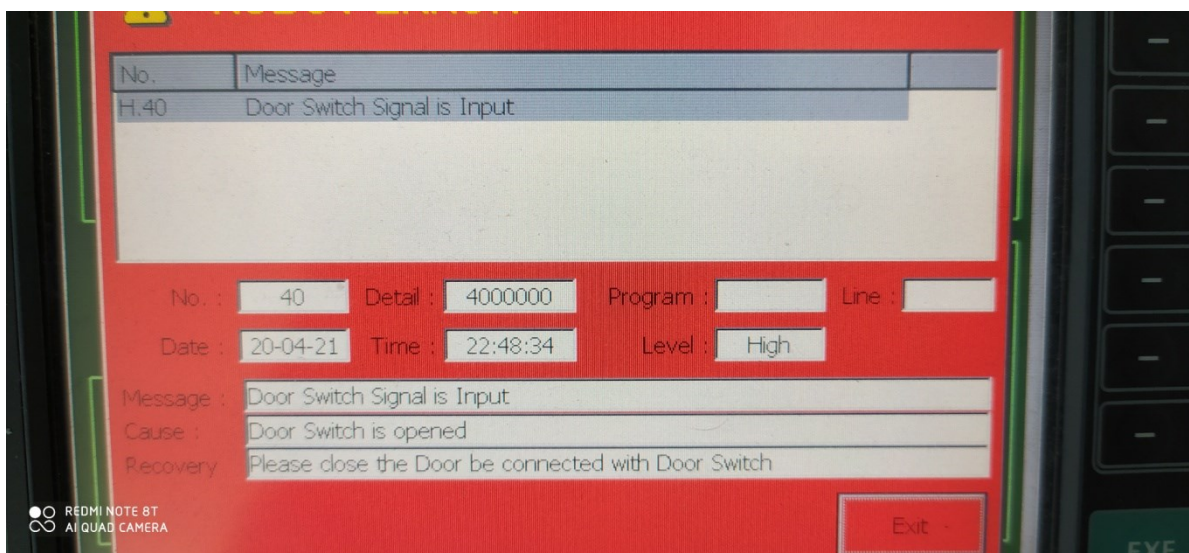 No. Message
H.40 Door Switch Signal is Input
No. : 40 Detail : 4000000 Program : Line :
Date : 20-04-21 Time : 22:48:34 Level : High
Message : Door Switch Signal is Input
Cause : Door Switch is opened
Recovery Please close the Door be connected with Door Switch
Exit
REDMI NOTE 8T
AI QUAD CAMERA